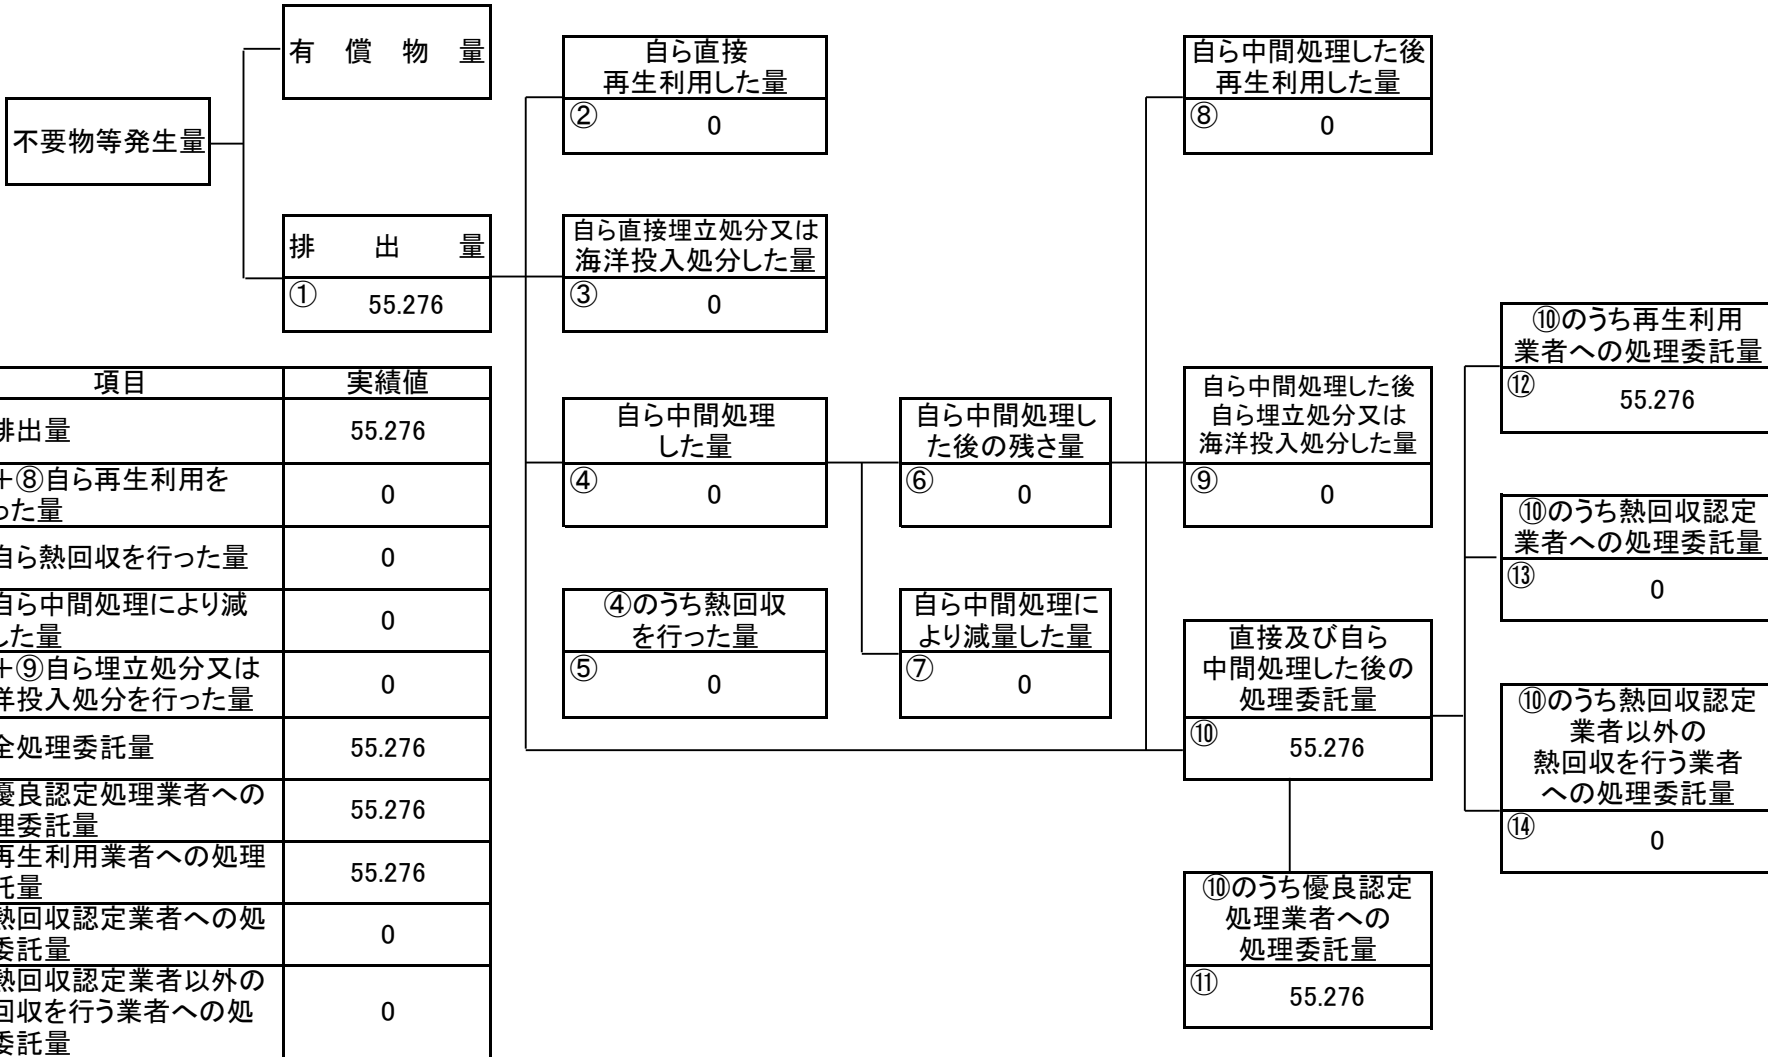 有償物量
不要物等発生量
排出量
①
55.276
自ら直接
再生利用した量
②
0
自ら直接埋立処分又は
海洋投入処分した量
③
0
自ら中間処理
した量
④
0
④のうち熱回収
を行った量
⑤
0
自ら中間処理し
た後の残さ量
⑥
0
自ら中間処理に
より減量した量
⑦
0
自ら中間処理した後
再生利用した量
⑧
0
自ら中間処理した後
自ら埋立処分又は
海洋投入処分した量
⑨
0
直接及び自ら
中間処理した後の
処理委託量
⑩
55.276
⑩のうち優良認定
処理業者への
処理委託量
⑪
55.276
⑩のうち再生利用
業者への処理委託量
⑫
55.276
⑩のうち熱回収認定
業者への処理委託量
⑬
0
⑩のうち熱回収認定
業者以外の
熱回収を行う業者
への処理委託量
⑭
0
項目 実績値
排出量 55.276
+⑧自ら再生利用を
った量
0
自ら熱回収を行った量 0
自ら中間処理により減
した量
0
+⑨自ら埋立処分又は
洋投入処分を行った量
0
全処理委託量 55.276
優良認定処理業者への
理委託量
55.276
再生利用業者への処理
託量
55.276
熱回収認定業者への処
委託量
0
熱回収認定業者以外の
回収を行う業者への処
委託量
0